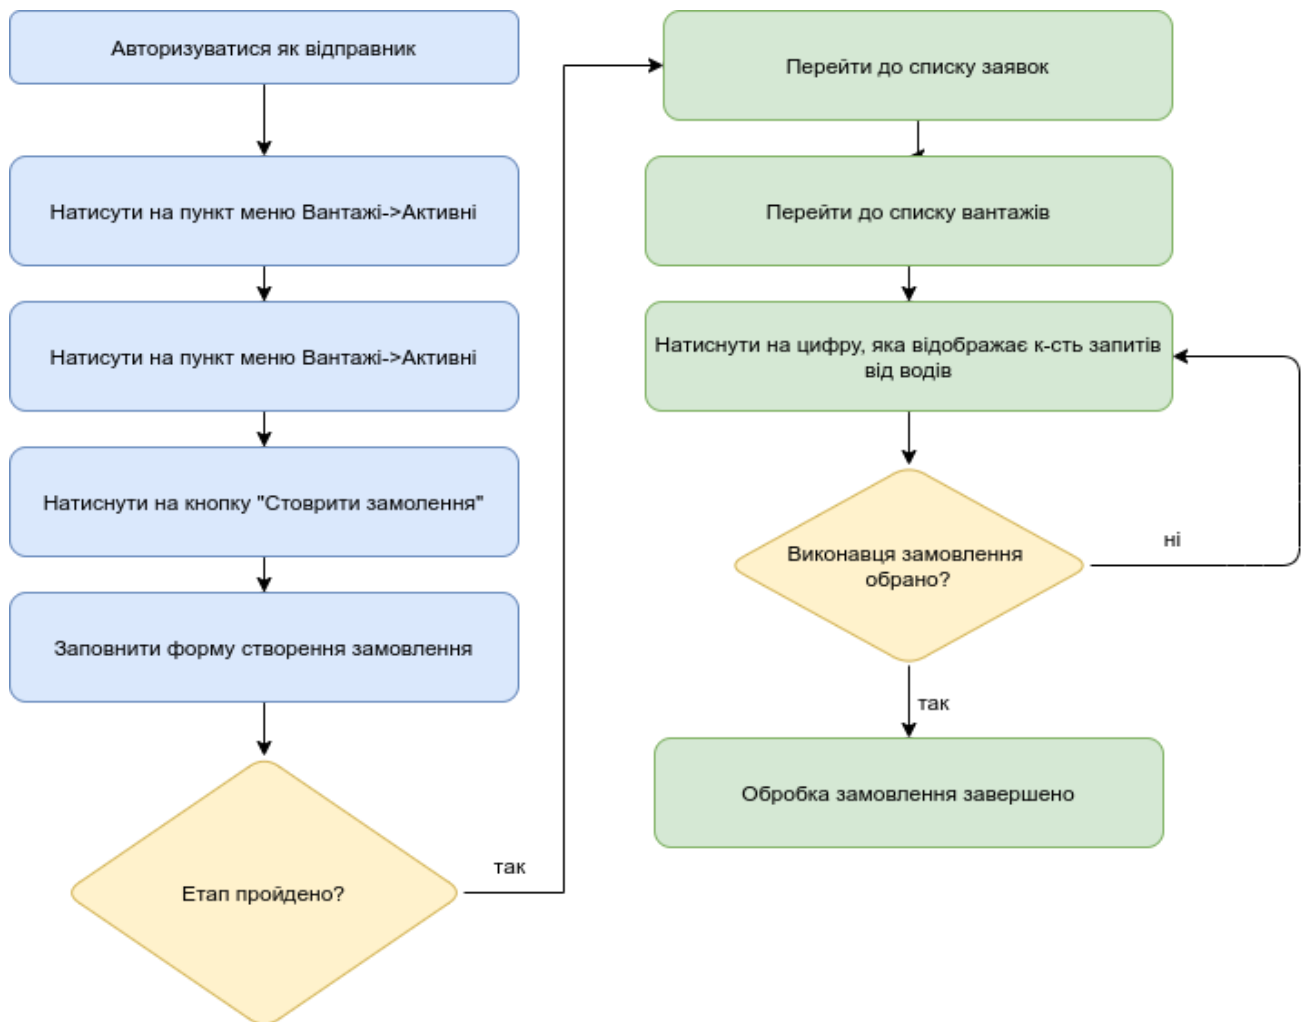 Авторизуватися як відправник
Натисути на пункт меню Вантажі->Активні
Натисути на пункт меню Вантажі->Активні
Натиснути на кнопку "Стоврити замолення"
Заповнити форму створення замовлення
Етап пройдено?
так
Перейти до списку заявок
Перейти до списку вантажів
Натиснути на цифру, яка відображає к-сть запитів
від водів
Виконавця замовлення
обрано?
ні
так
Обробка замовлення завершено